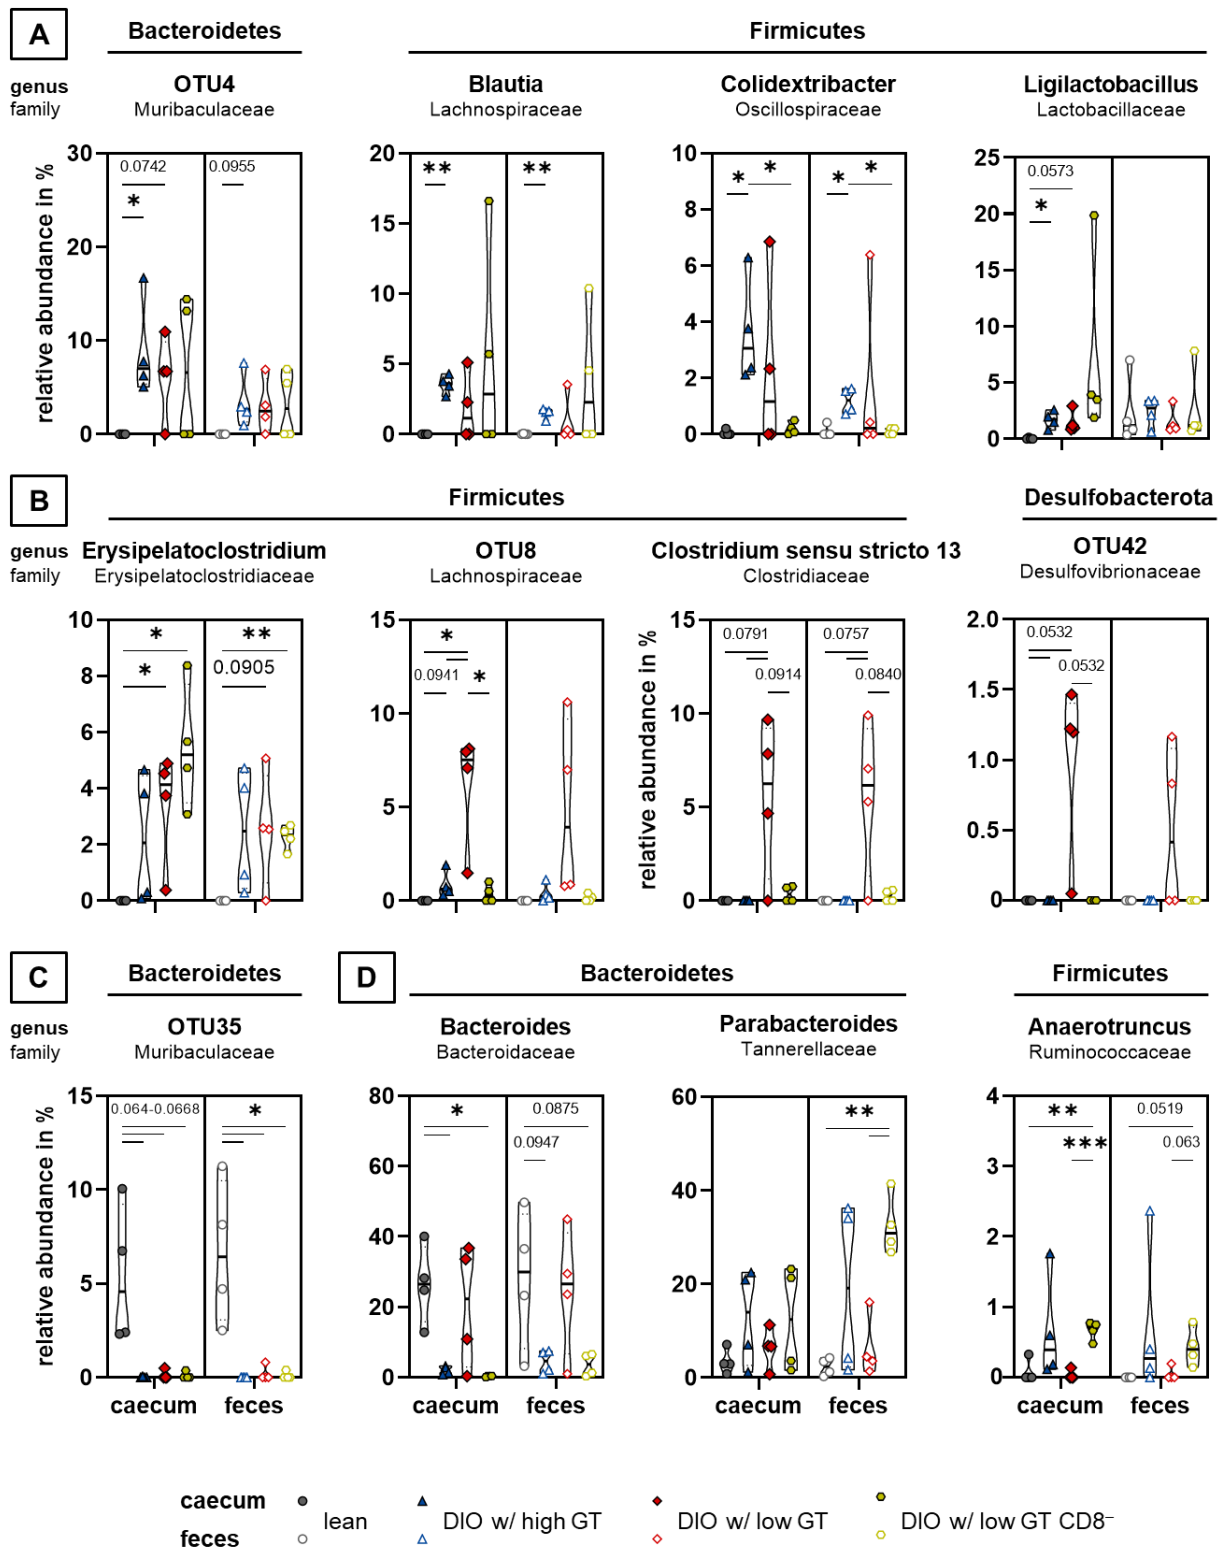 A
Bacteroidetes
Firmicutes
genus
family
OTU4
Muribaculaceae
Blautia
Lachnospiraceae
Colidextribacter
Oscillospiraceae
Ligilactobacillus
Lactobacillaceae
relative abundance in %
30
20
10
0
0.0742
*
0.0955
20
15
10
5
0
**
**
10
8
6
4
2
0
*
*
*
*
25
20
15
10
5
0
0.0573
*
B
Firmicutes
Desulfobacterota
genus
family
Erysipelatoclostridium
Erysipelatoclostridiaceae
OTU8
Lachnospiraceae
Clostridium sensu stricto 13
Clostridiaceae
OTU42
Desulfovibrionaceae
relative abundance in %
10
8
6
4
2
0
*
*
**
0.0905
15
10
5
0
*
0.0941
*
relative abundance in %
15
10
5
0
0.0791
0.0914
0.0757
0.0840
2.0
1.5
1.0
0.5
0
0.0532
0.0532
C
Bacteroidetes
D
Bacteroidetes
Firmicutes
genus
family
OTU35
Muribaculaceae
Bacteroides
Bacteroidaceae
Parabacteroides
Tannerellaceae
Anaerotruncus
Ruminococcaceae
relative abundance in %
15
10
5
0
0.064-0.0668
*
80
60
40
20
0
*
0.0875
0.0947
60
40
20
0
**
4
3
2
1
0
**
***
0.0519
0.063
caecum feces
caecum feces
caecum feces
caecum feces
caecum
feces
lean
DIO w/ high GT
DIO w/ low GT
DIO w/ low GT CD8⁻